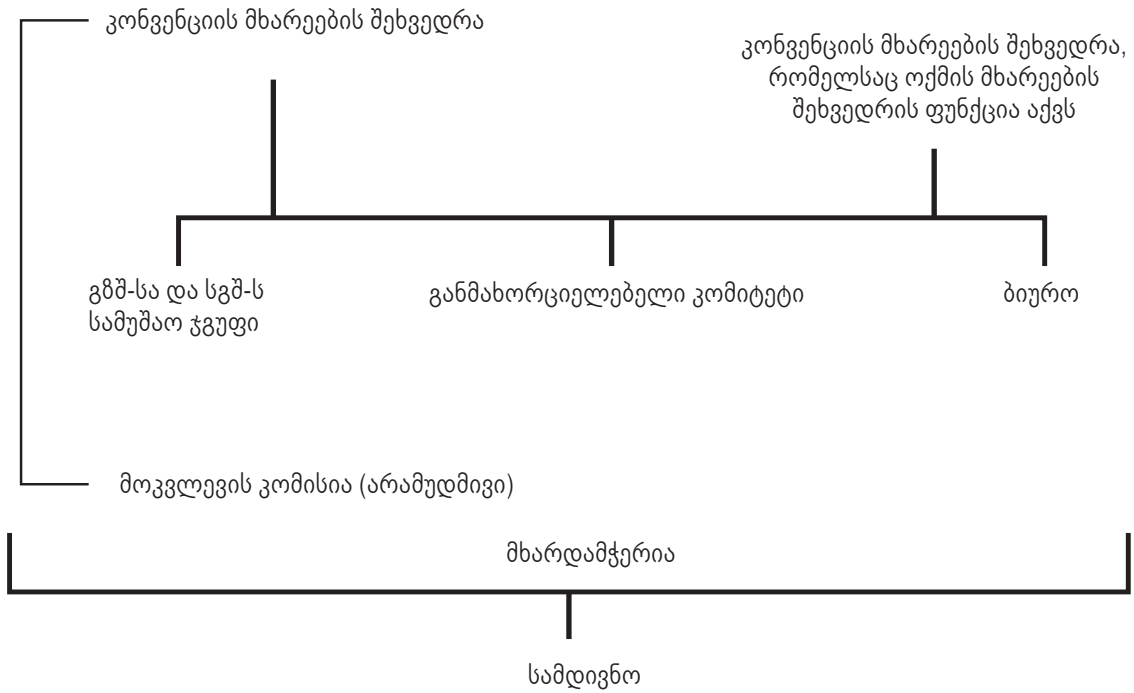 კონვენციის მხარეების შეხვედრა
კონვენციის მხარეების შეხვედრა,
რომელსაც ოქმის მხარეების
შეხვედრის ფუნქცია აქვს
გზშ-სა და სგშ-ს
სამუშაო ჯგუფი
განმახორციელებელი კომიტეტი
ბიურო
მოკვლევის კომისია (არამუდმივი)
მხარდამჭერია
სამდივნო